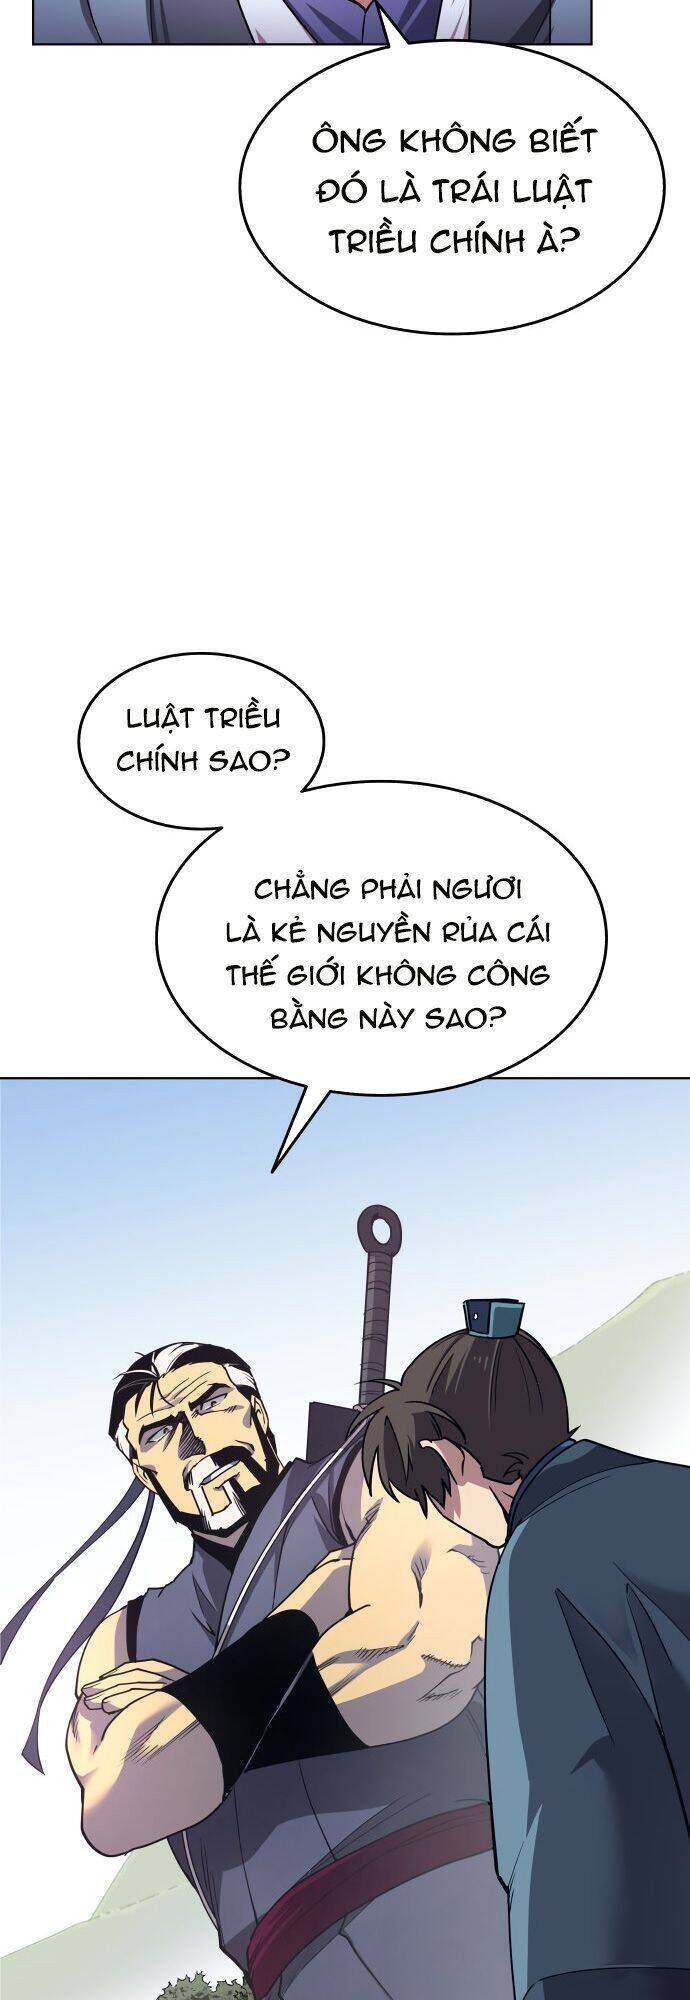 ÔNG KHÔNG BIẾT
ĐÓ LÀ TRÁI LUẬT
TRIỀU CHÍNH À?
LUẬT TRIỀU
CHÍNH SAO?
CHẲNG PHẢI NGƯƠI
LÀ KẺ NGUYỀN RỦA CÁI
THẾ GIỚI KHÔNG CÔNG
BẰNG NÀY SAO?